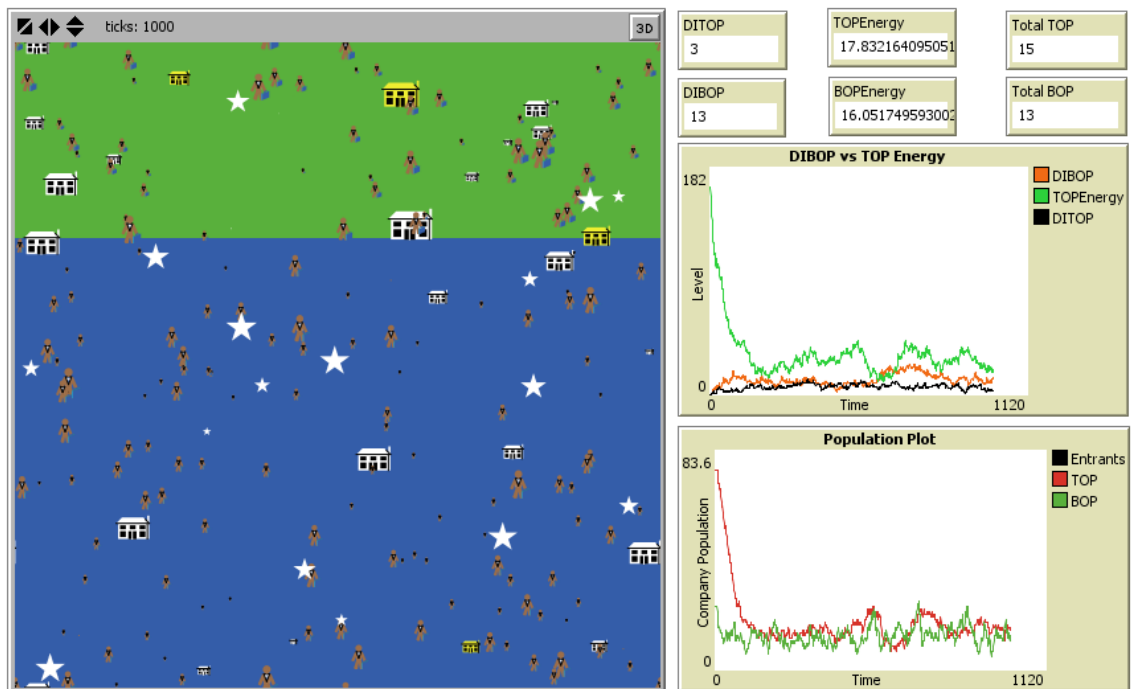 ticks: 1000
3D
DITOP
3
TOPEnergy
17.832164095051
Total TOP
15
DIBOP
13
BOPEnergy
16.051749593002
Total BOP
13
DIBOP vs TOP Energy
182
Level
0
0
Time
1120
DIBOP
TOPEnergy
DITOP
Population Plot
83.6
Company Population
0
0
Time
1120
Entrants
TOP
BOP